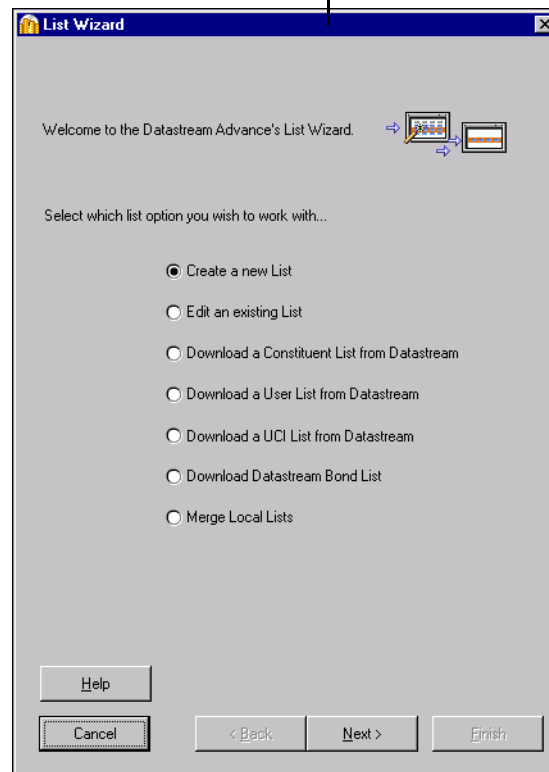 List Wizard
Welcome to the Datastream Advance's List Wizard.
Select which list option you wish to work with...
Create a new List
Edit an existing List
Download a Constituent List from Datastream
Download a User List from Datastream
Download a UCI List from Datastream
Download Datastream Bond List
Merge Local Lists
Help
Cancel
< Back
Next >
Finish